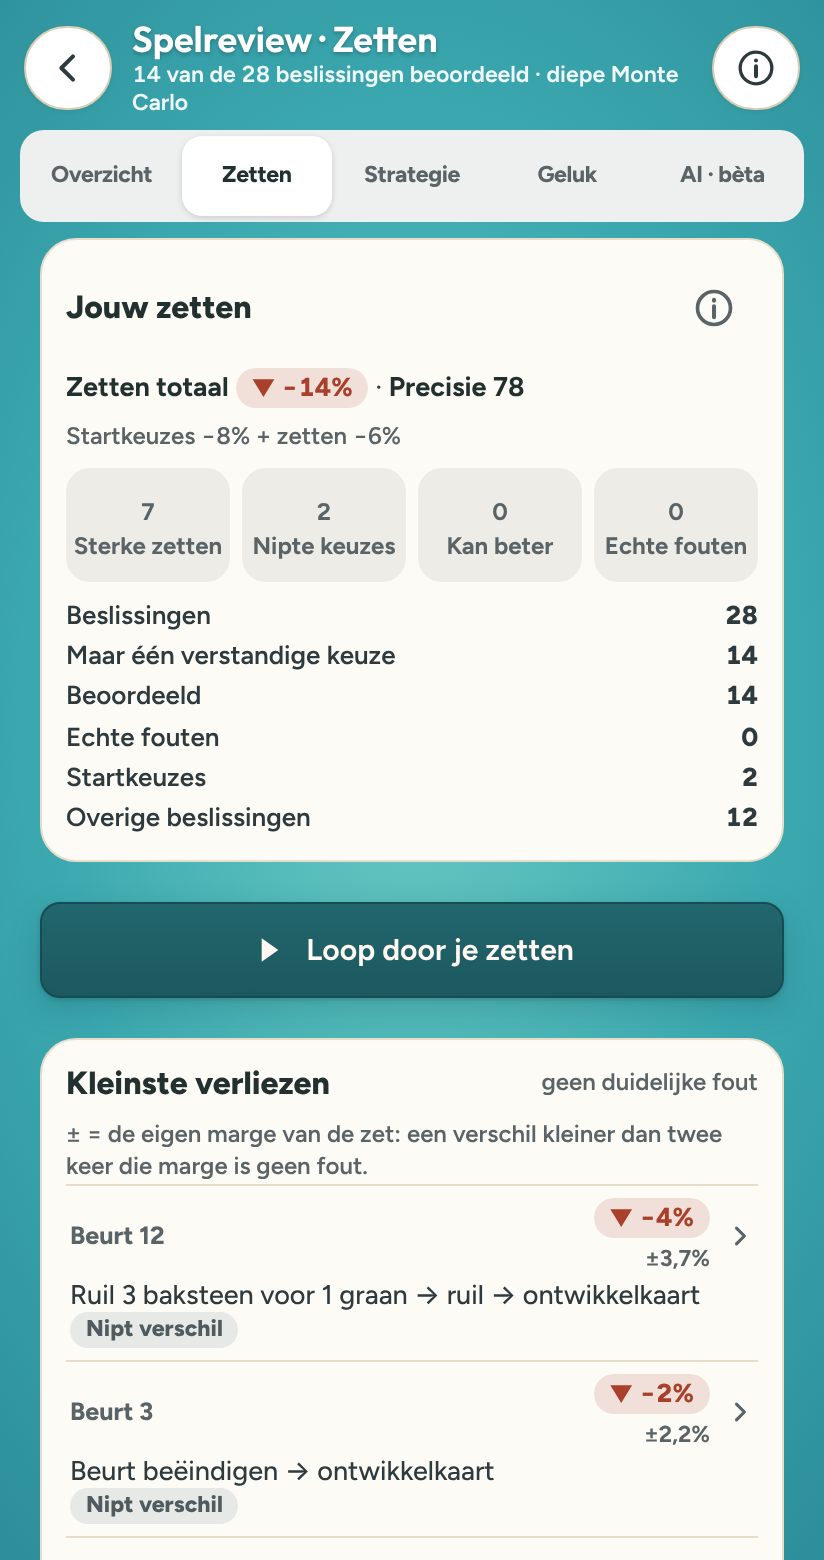 Spelreview · Zetten
14 van de 28 beslissingen beoordeeld · diepe Monte
Carlo
Overzicht
Zetten
Strategie
Geluk
AI · bèta
Jouw zetten
Zetten totaal ▼ −14% · Precisie 78
Startkeuzes −8% + zetten −6%
7
Sterke zetten
2
Nipte keuzes
0
Kan beter
0
Echte fouten
Beslissingen 28
Maar één verstandige keuze 14
Beoordeeld 14
Echte fouten 0
Startkeuzes 2
Overige beslissingen 12
Loop door je zetten
Kleinste verliezen geen duidelijke fout
± = de eigen marge van de zet: een verschil kleiner dan twee
keer die marge is geen fout.
Beurt 12 ▼ −4%
±3,7%
Ruil 3 baksteen voor 1 graan → ruil → ontwikkelkaart
Nipt verschil
Beurt 3 ▼ −2%
±2,2%
Beurt beëindigen → ontwikkelkaart
Nipt verschil